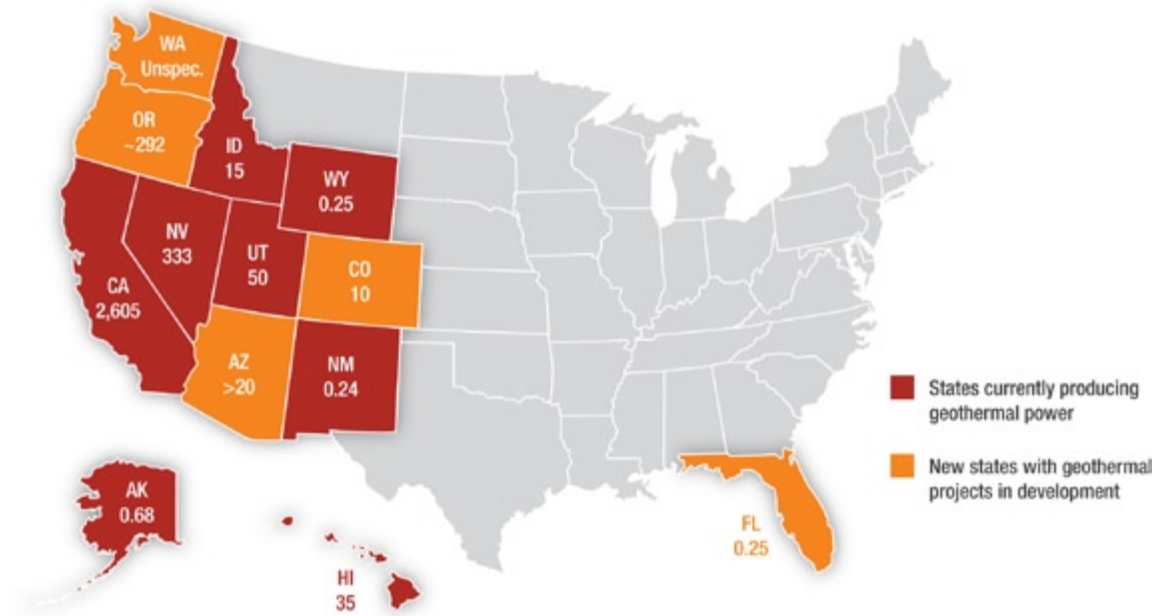 WA
Unspec.
OR
~292
ID
15
WY
0.25
NV
333
UT
50
CO
10
CA
2,605
AZ
>20
NM
0.24
States currently producing
geothermal power
New states with geothermal
projects in development
AK
0.68
FL
0.25
HI
35